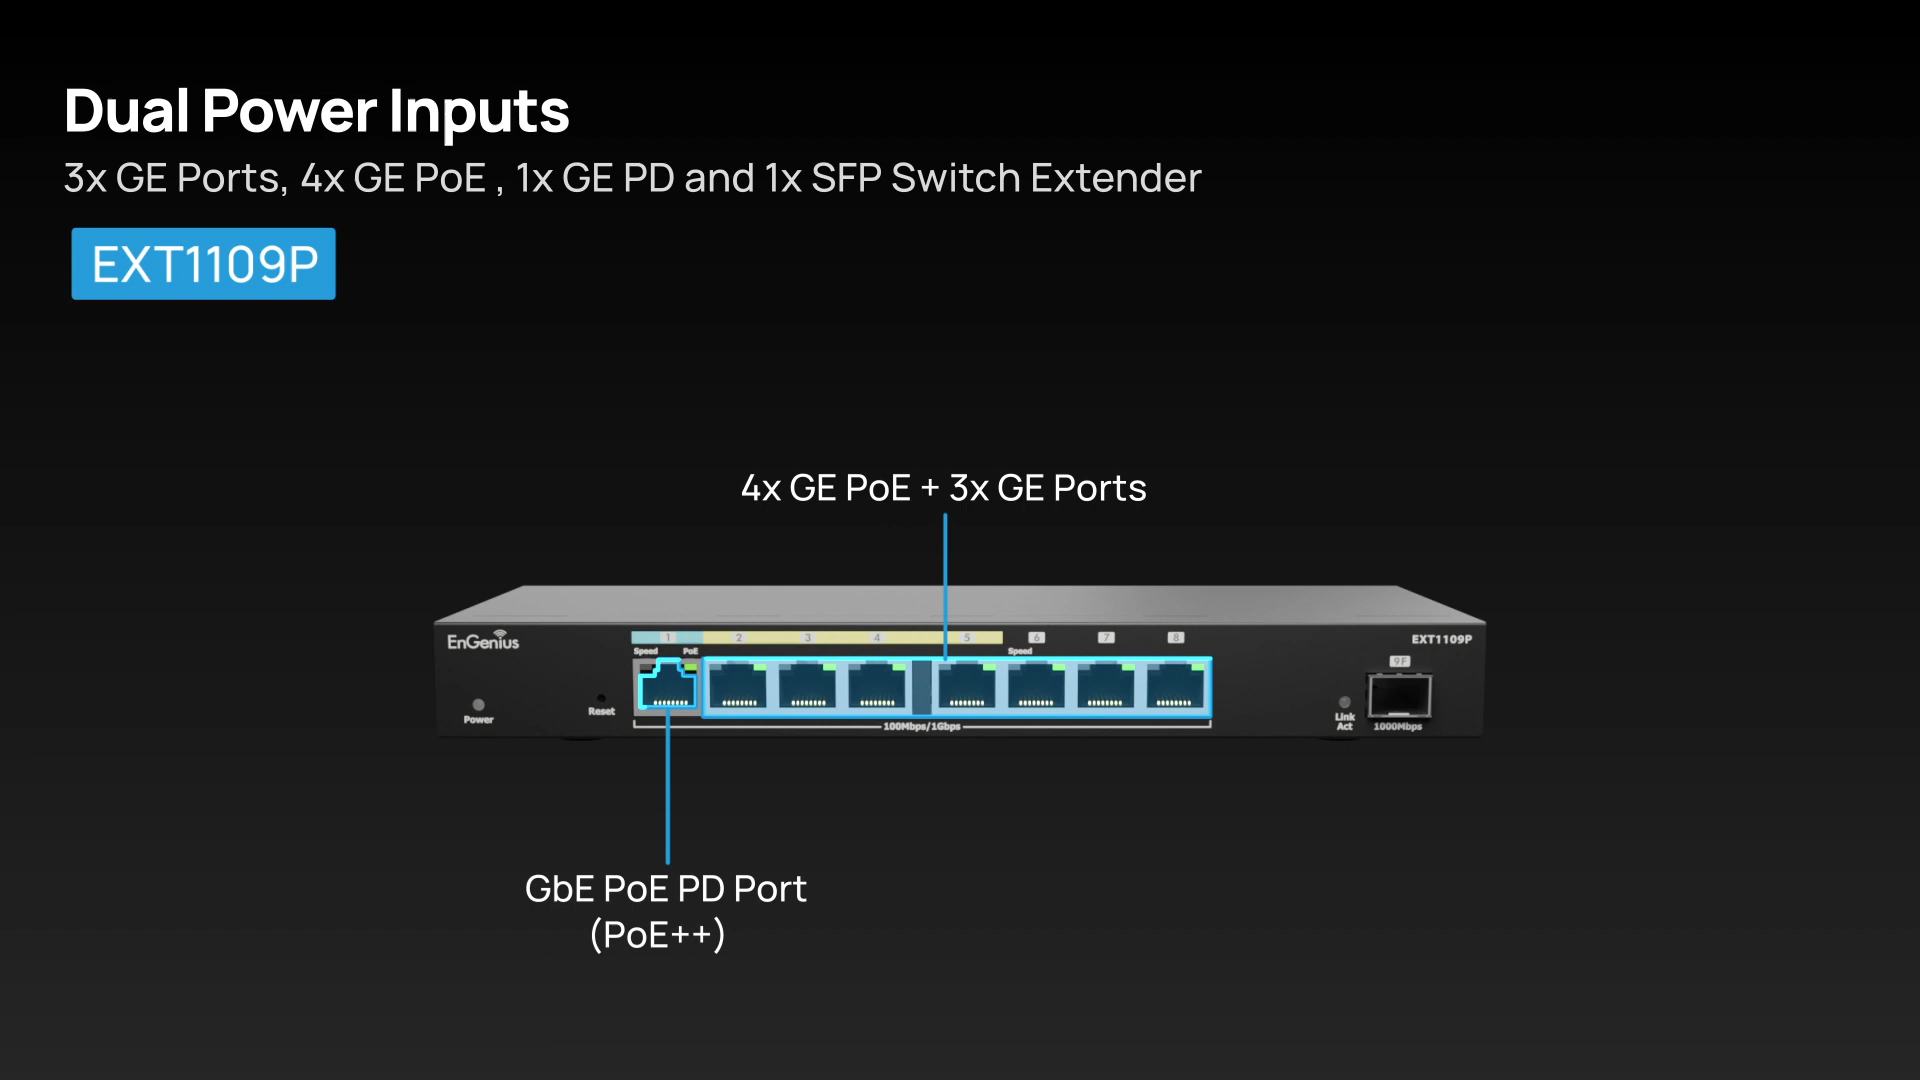 Dual Power Inputs
3x GE Ports, 4x GE PoE , 1x GE PD and 1x SFP Switch Extender
EXT1109P
4x GE PoE + 3x GE Ports
EnGenius
1 2 3 4 5 6 7 8
EXT1109P
Speed PoE Speed
9F
Power
Reset
Link
Act
100Mbps/1Gbps
1000Mbps
GbE PoE PD Port
(PoE++)